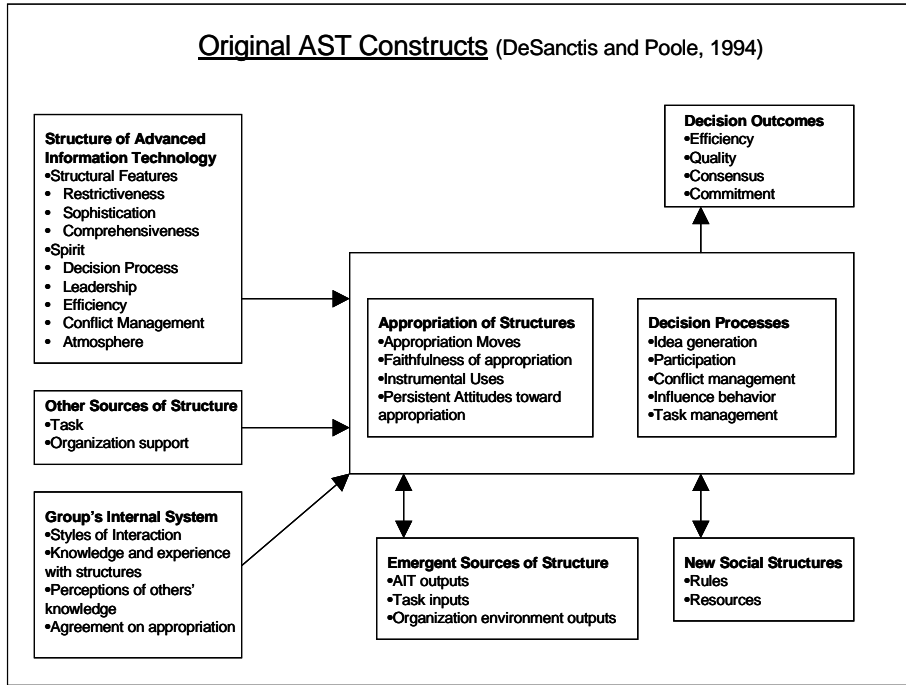 Original AST Constructs (DeSanctis and Poole, 1994)
Structure of Advanced
Information Technology
•Structural Features
• Restrictiveness
• Sophistication
• Comprehensiveness
•Spirit
• Decision Process
• Leadership
• Efficiency
• Conflict Management
• Atmosphere
Other Sources of Structure
•Task
•Organization support
Group's Internal System
•Styles of Interaction
•Knowledge and experience
with structures
•Perceptions of others'
knowledge
•Agreement on appropriation
Appropriation of Structures
•Appropriation Moves
•Faithfulness of appropriation
•Instrumental Uses
•Persistent Attitudes toward
appropriation
Decision Processes
•Idea generation
•Participation
•Conflict management
•Influence behavior
•Task management
Decision Outcomes
•Efficiency
•Quality
•Consensus
•Commitment
Emergent Sources of Structure
•AIT outputs
•Task inputs
•Organization environment outputs
New Social Structures
•Rules
•Resources